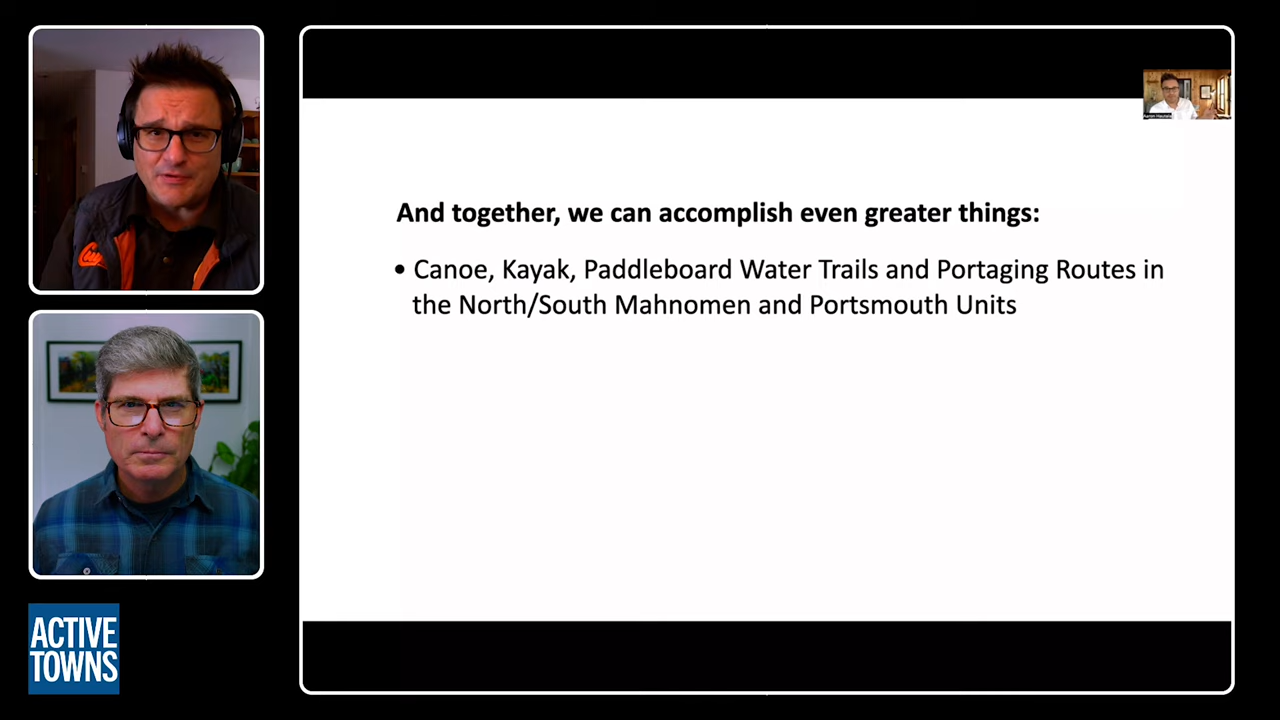 And together, we can accomplish even greater things:
• Canoe, Kayak, Paddleboard Water Trails and Portaging Routes in
the North/South Mahnomen and Portsmouth Units
ACTIVE
TOWNS